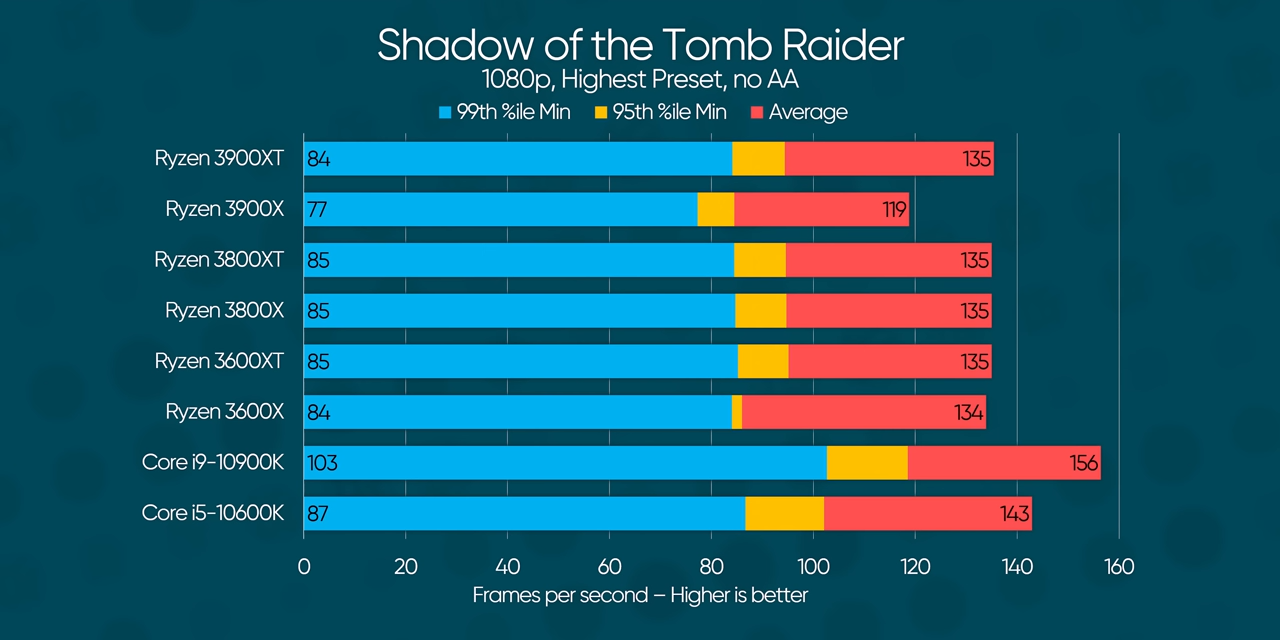 Shadow of the Tomb Raider
1080p, Highest Preset, no AA
99th %ile Min 95th %ile Min Average
Ryzen 3900XT 84 135
Ryzen 3900X 77 119
Ryzen 3800XT 85 135
Ryzen 3800X 85 135
Ryzen 3600XT 85 135
Ryzen 3600X 84 134
Core i9-10900K 103 156
Core i5-10600K 87 143
0 20 40 60 80 100 120 140 160
Frames per second – Higher is better